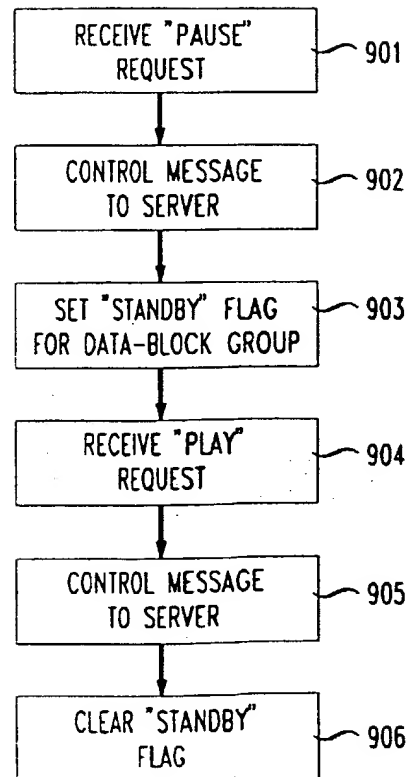 RECEIVE "PAUSE"
REQUEST
901
CONTROL MESSAGE
TO SERVER
902
SET "STANDBY" FLAG
FOR DATA-BLOCK GROUP
903
RECEIVE "PLAY"
REQUEST
904
CONTROL MESSAGE
TO SERVER
905
CLEAR "STANDBY"
FLAG
906